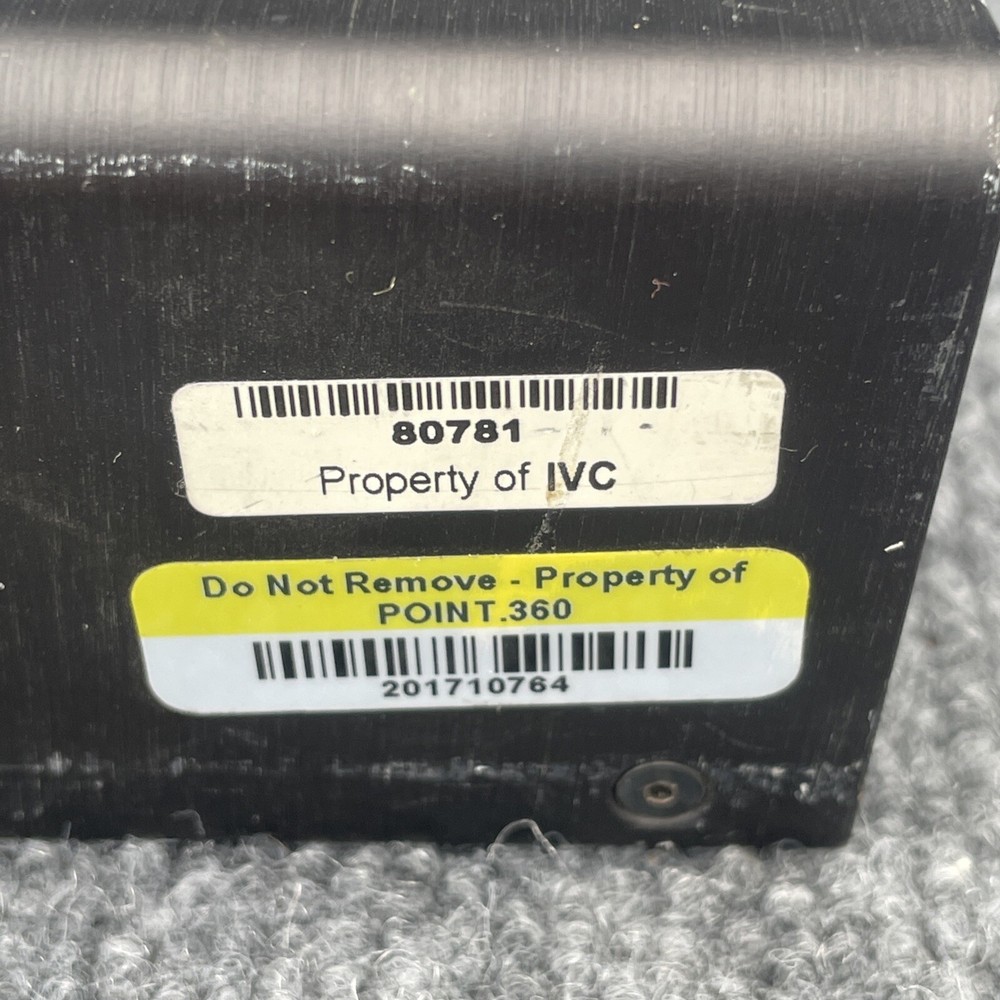 80781
Property of IVC
Do Not Remove - Property of
POINT.360
201710764